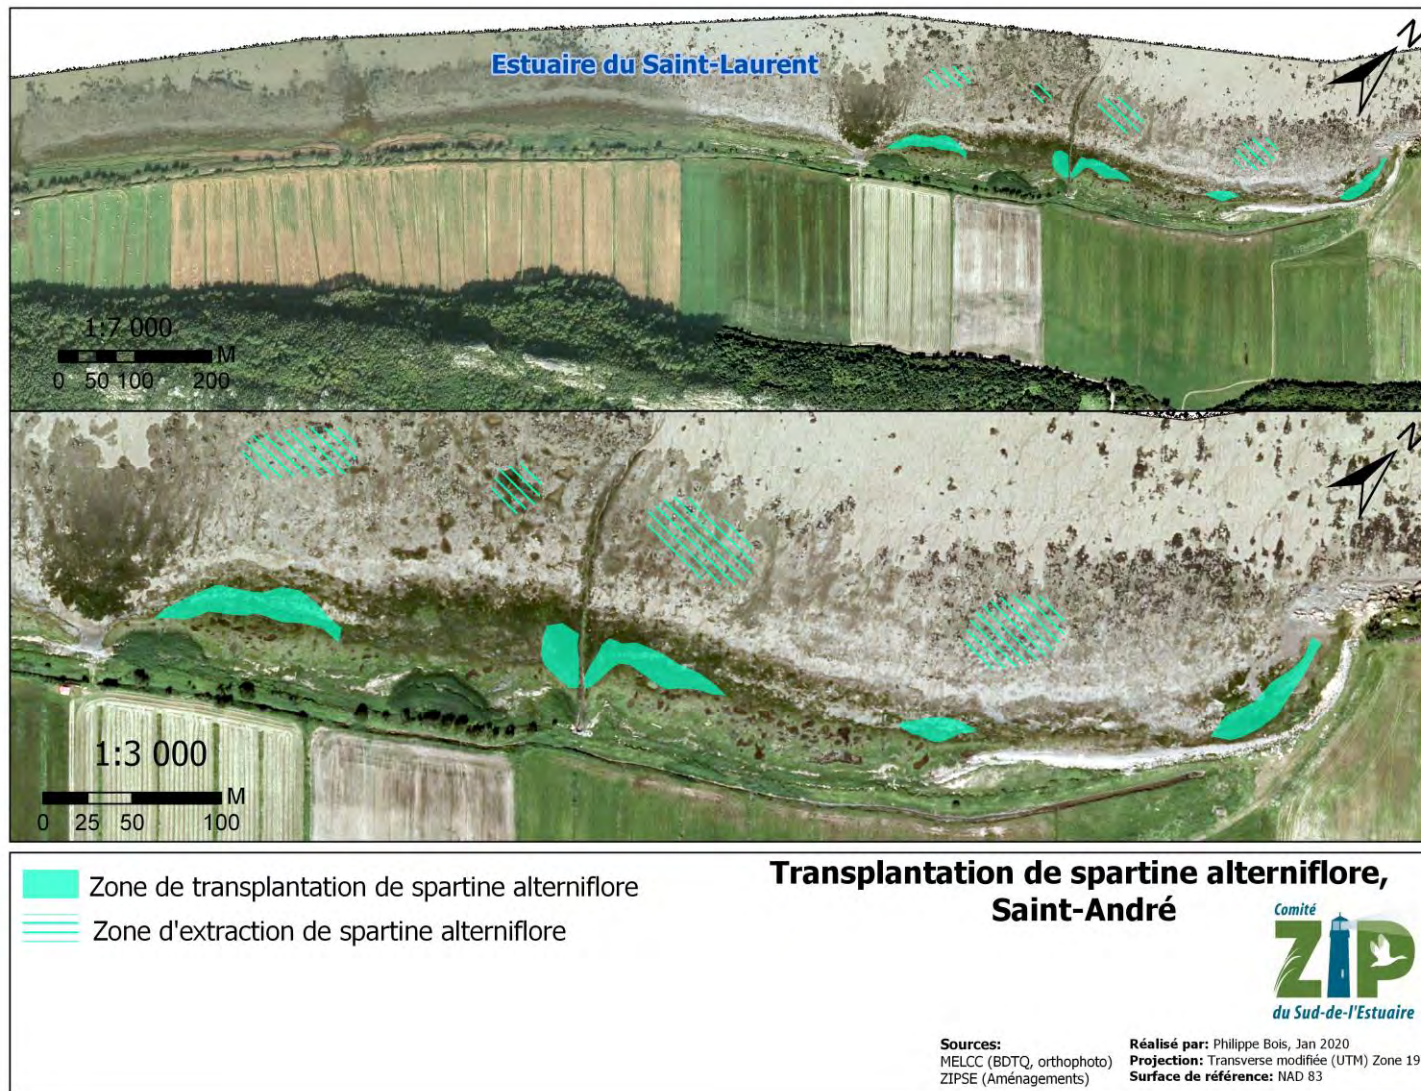 Estuaire du Saint-Laurent
N
1:7 000
M
0 50 100 200
N
1:3 000
M
0 25 50 100
Zone de transplantation de spartine alterniflore
Zone d'extraction de spartine alterniflore
Transplantation de spartine alterniflore,
Saint-André
Comité
ZIP
du Sud-de-l'Estuaire
Sources:
MELCC (BDTQ, orthophoto)
ZIPSE (Aménagements)
Réalisé par: Philippe Bois, Jan 2020
Projection: Transverse modifiée (UTM) Zone 19
Surface de référence: NAD 83